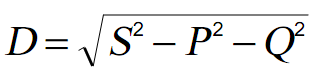 D = √S² − P² − Q²